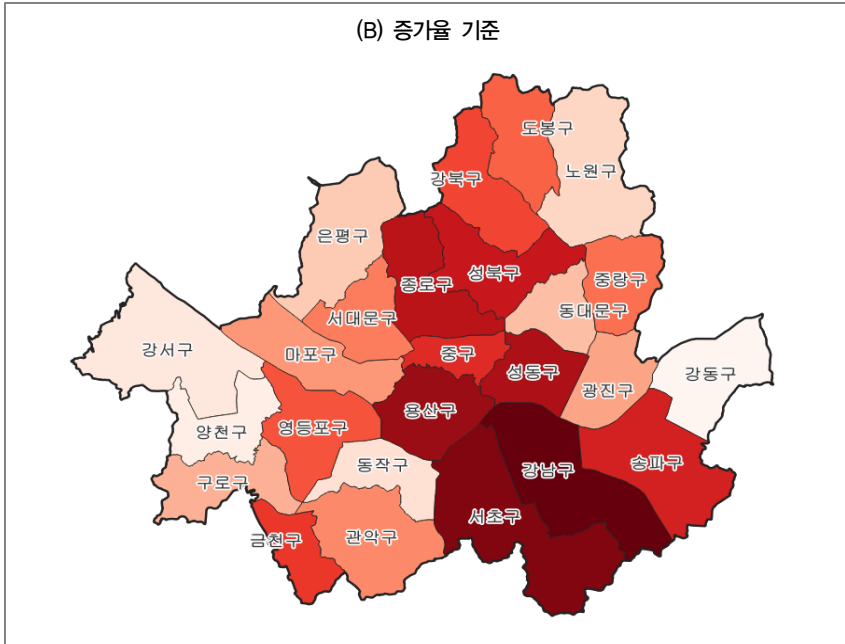 (B) 증가율 기준
도봉구
노원구
강북구
은평구
성북구
중랑구
종로구
동대문구
서대문구
강서구
마포구
중구
성동구
강동구
광진구
용산구
양천구
영등포구
동작구
송파구
강남구
구로구
서초구
관악구
금천구